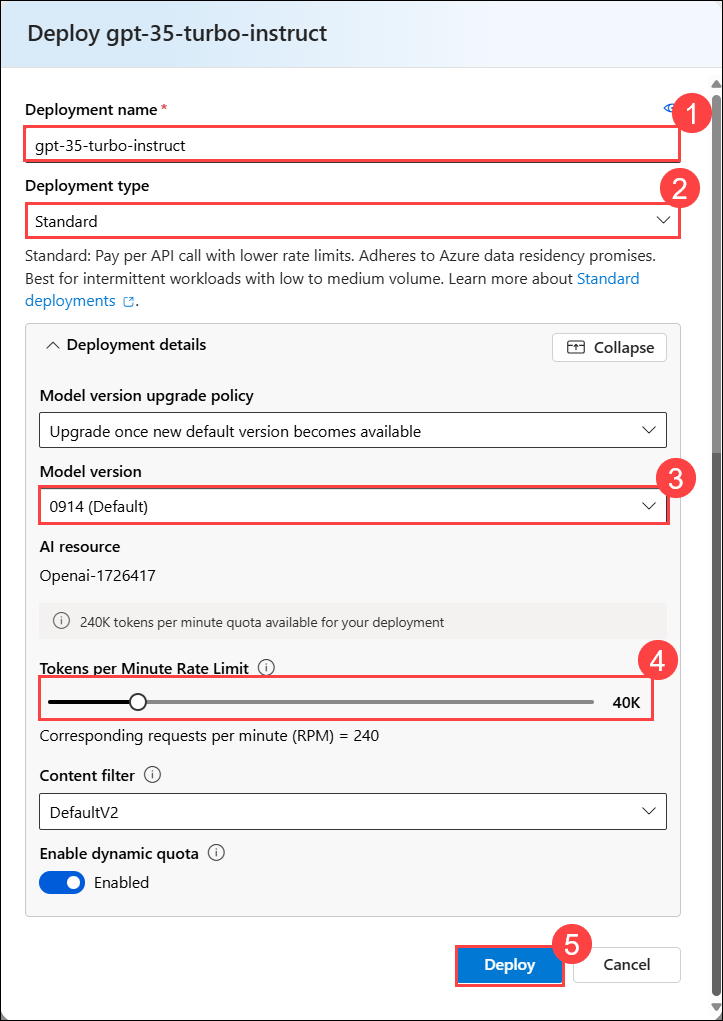 Deploy gpt-35-turbo-instruct
Deployment name *
1
gpt-35-turbo-instruct
Deployment type
2
Standard
Standard: Pay per API call with lower rate limits. Adheres to Azure data residency promises.
Best for intermittent workloads with low to medium volume. Learn more about Standard
deployments.
Deployment details
Collapse
Model version upgrade policy
Upgrade once new default version becomes available
Model version
3
0914 (Default)
AI resource
Openai-1726417
240K tokens per minute quota available for your deployment
Tokens per Minute Rate Limit
4
40K
Corresponding requests per minute (RPM) = 240
Content filter
DefaultV2
Enable dynamic quota
Enabled
5
Deploy
Cancel